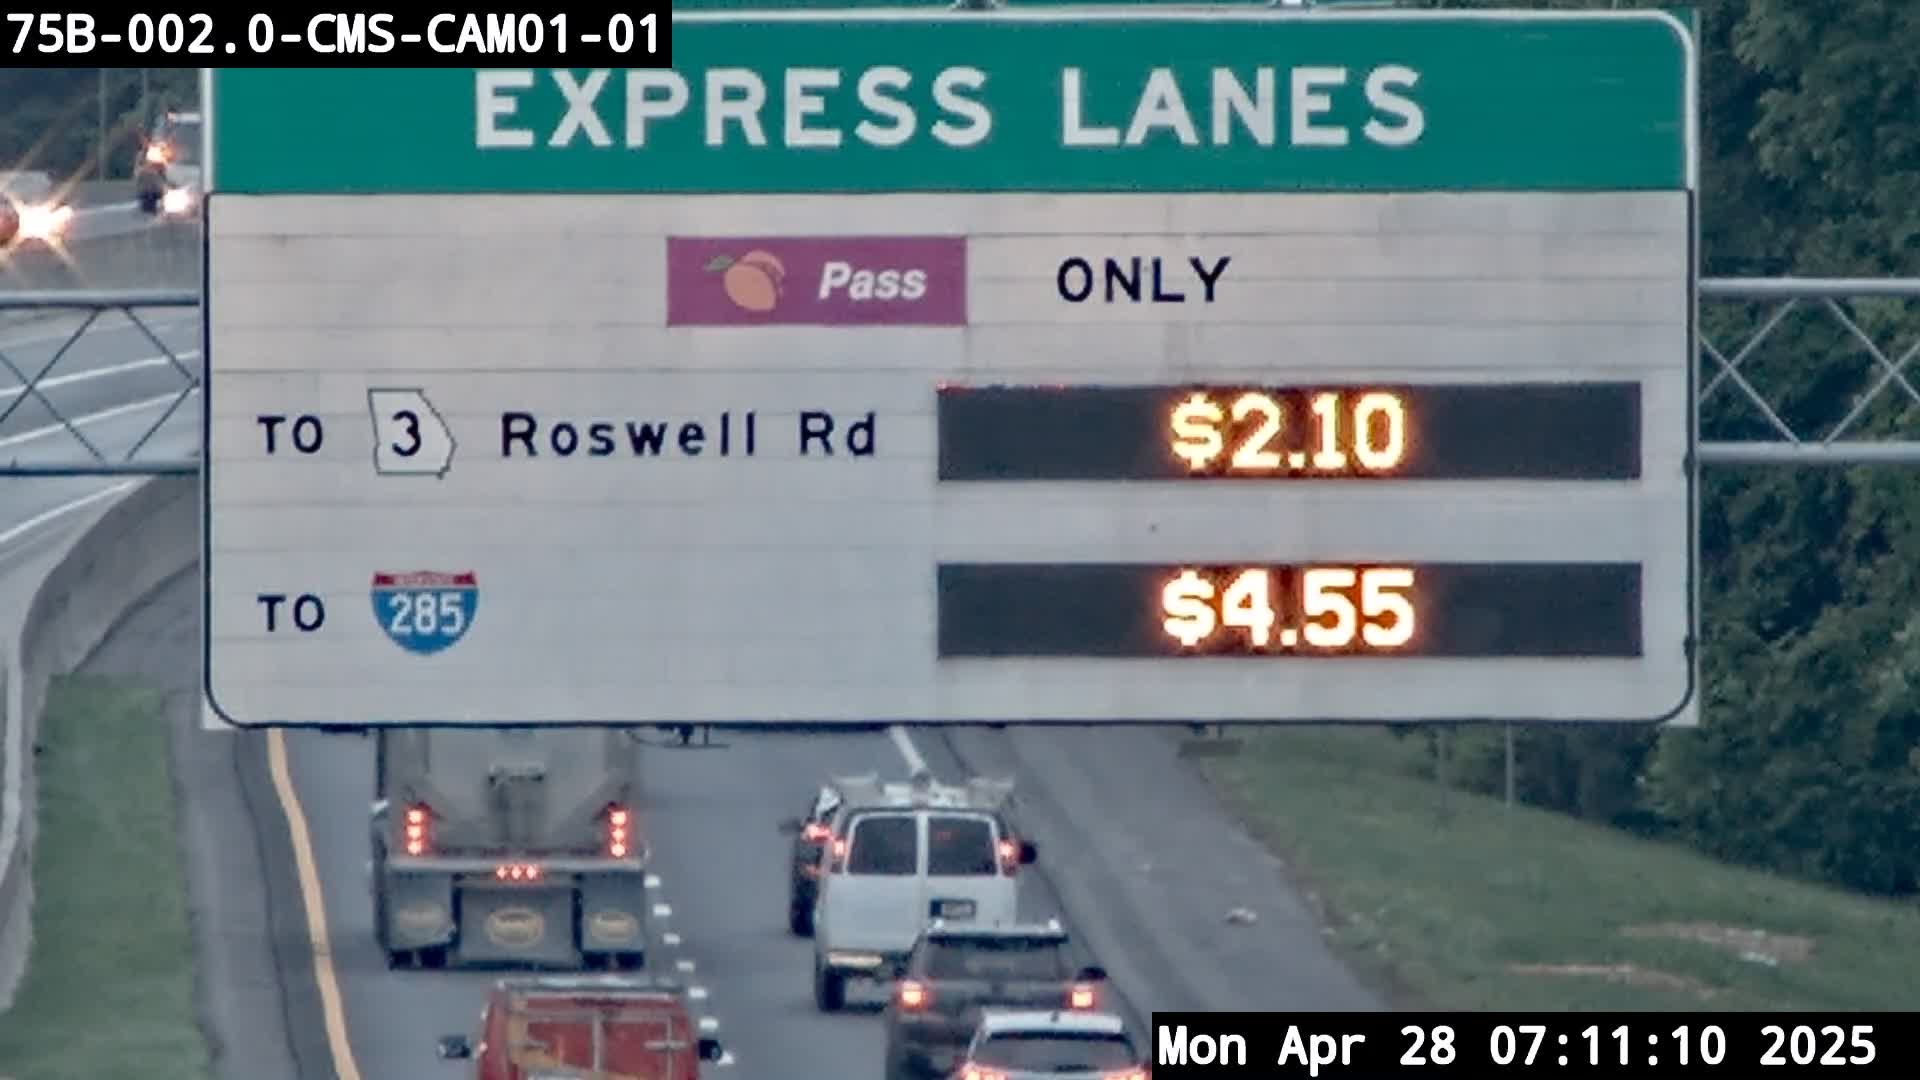 75B-002.0-CMS-CAM01-01
EXPRESS LANES
Pass ONLY
TO 3 Roswell Rd $2.10
TO 285 $4.55
Mon Apr 28 07:11:10 2025